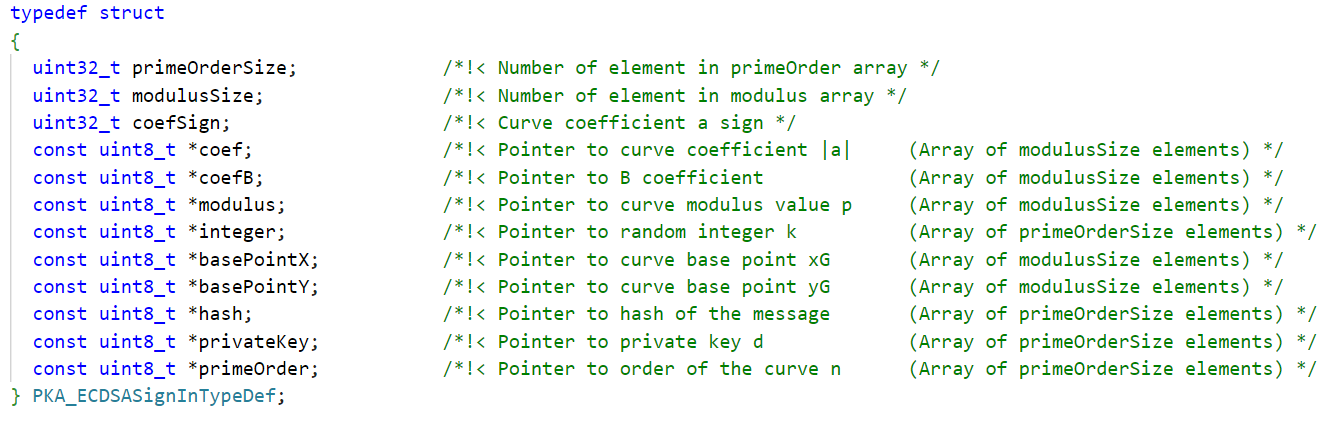 typedef struct
{
  uint32_t primeOrderSize;             /*!< Number of element in primeOrder array */
  uint32_t modulusSize;                /*!< Number of element in modulus array */
  uint32_t coefSign;                   /*!< Curve coefficient a sign */
  const uint8_t *coef;                 /*!< Pointer to curve coefficient |a|     (Array of modulusSize elements) */
  const uint8_t *coefB;                /*!< Pointer to B coefficient             (Array of modulusSize elements) */
  const uint8_t *modulus;              /*!< Pointer to curve modulus value p     (Array of modulusSize elements) */
  const uint8_t *integer;              /*!< Pointer to random integer k          (Array of primeOrderSize elements) */
  const uint8_t *basePointX;           /*!< Pointer to curve base point xG       (Array of modulusSize elements) */
  const uint8_t *basePointY;           /*!< Pointer to curve base point yG       (Array of modulusSize elements) */
  const uint8_t *hash;                 /*!< Pointer to hash of the message       (Array of primeOrderSize elements) */
  const uint8_t *privateKey;           /*!< Pointer to private key d             (Array of primeOrderSize elements) */
  const uint8_t *primeOrder;           /*!< Pointer to order of the curve n      (Array of primeOrderSize elements) */
} PKA_ECDSASignInTypeDef;